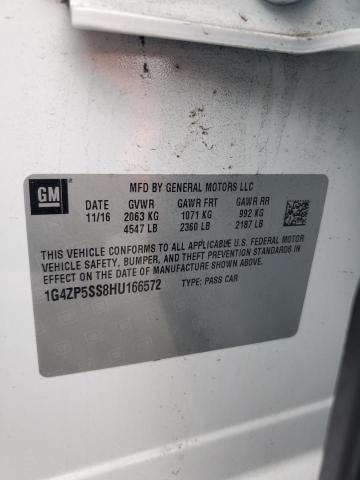 GM
MFD BY GENERAL MOTORS LLC
DATE GVWR GAWR FRT GAWR RR
11/16 2063 KG 1071 KG 992 KG
4547 LB 2360 LB 2187 LB
THIS VEHICLE CONFORMS TO ALL APPLICABLE U.S. FEDERAL MOTOR
VEHICLE SAFETY, BUMPER, AND THEFT PREVENTION STANDARDS IN
EFFECT ON THE DATE OF MANUFACTURE SHOWN ABOVE.
1G4ZP5SS8HU166572 TYPE: PASS CAR